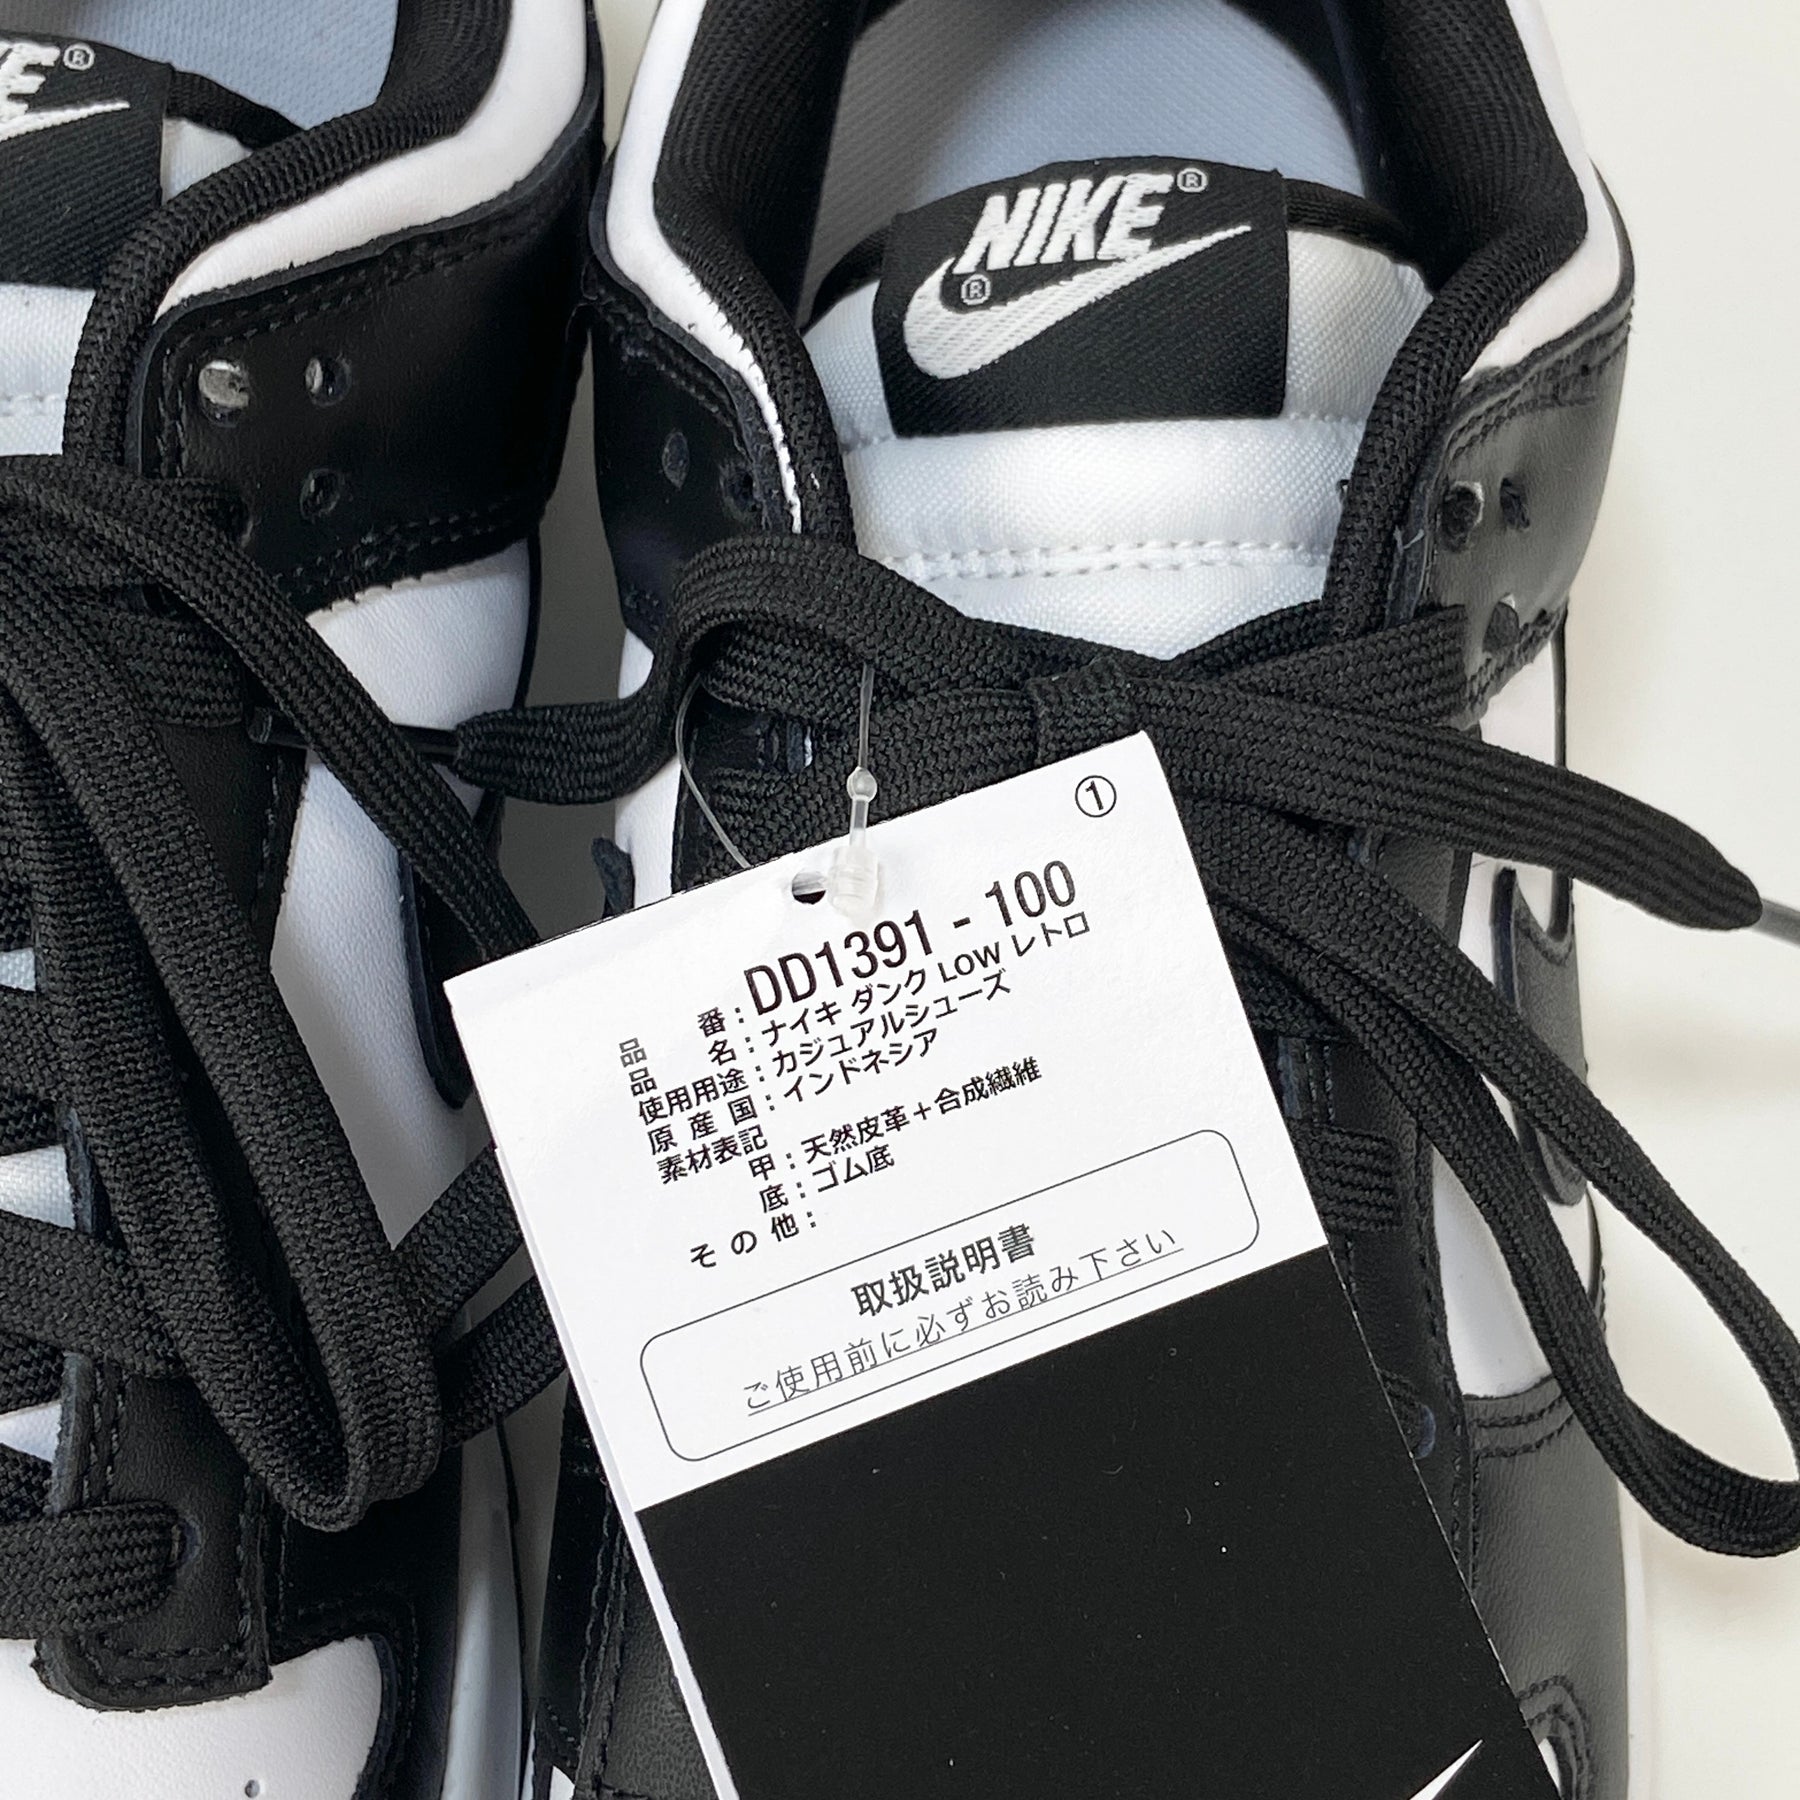 NIKE®
®
①
品番：DD1391 - 100
品名：ナイキ ダンク LOW レトロ
使用用途：カジュアルシューズ
原産国：インドネシア
素材表記
甲：天然皮革＋合成繊維
底：ゴム底
その他：
取扱説明書
ご使用前に必ずお読み下さい